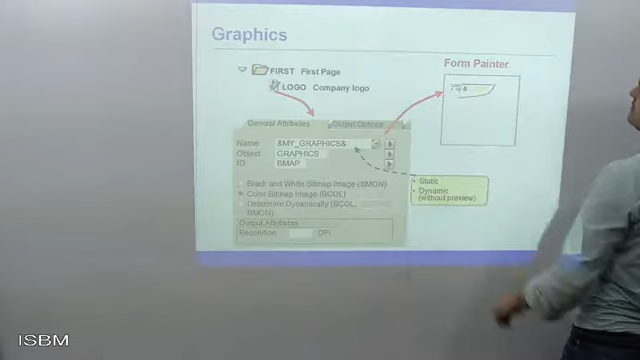 Graphics
FIRST First Page
LOGO Company logo
Form Painter
General Attributes
Output Options
Name &MY_GRAPHICS&
Object GRAPHICS
ID BMAP
Black and White Bitmap Image (BMON)
Color Bitmap Image (BCOL)
Determine Dynamically (BCOL,
BMON)
Output Attributes
Resolution DPI
• Static
• Dynamic
(without preview)
ISBM